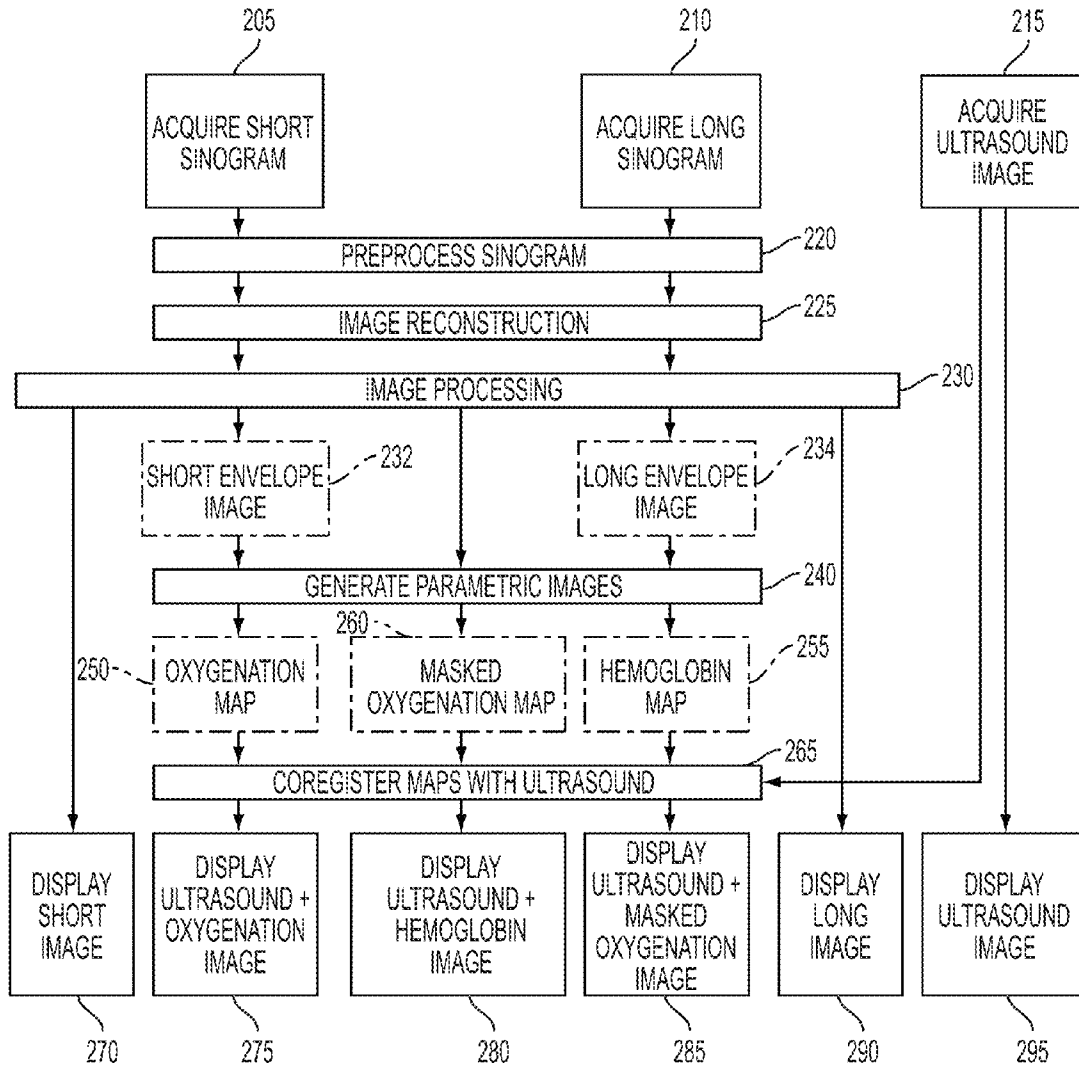 205
210
215
ACQUIRE SHORT
SINOGRAM
ACQUIRE LONG
SINOGRAM
ACQUIRE
ULTRASOUND
IMAGE
PREPROCESS SINOGRAM
220
IMAGE RECONSTRUCTION
225
IMAGE PROCESSING
230
SHORT ENVELOPE
IMAGE
232
LONG ENVELOPE
IMAGE
234
GENERATE PARAMETRIC IMAGES
240
250
OXYGENATION
MAP
260
MASKED
OXYGENATION MAP
HEMOGLOBIN
MAP
255
COREGISTER MAPS WITH ULTRASOUND
265
DISPLAY
SHORT
IMAGE
DISPLAY
ULTRASOUND +
OXYGENATION
IMAGE
DISPLAY
ULTRASOUND +
HEMOGLOBIN
IMAGE
DISPLAY
ULTRASOUND +
MASKED
OXYGENATION
IMAGE
DISPLAY
LONG
IMAGE
DISPLAY
ULTRASOUND
IMAGE
270
275
280
285
290
295